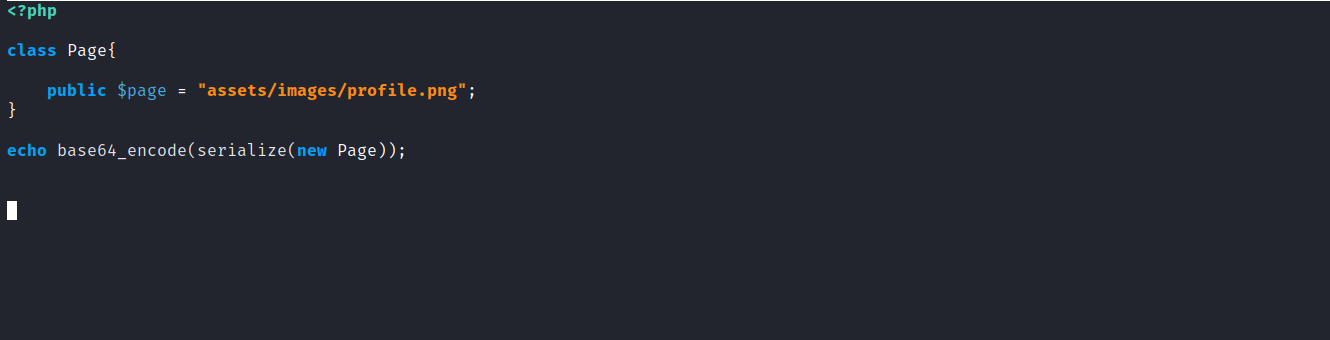 <?php
class Page{
public $page = "assets/images/profile.png";
}
echo base64_encode(serialize(new Page));